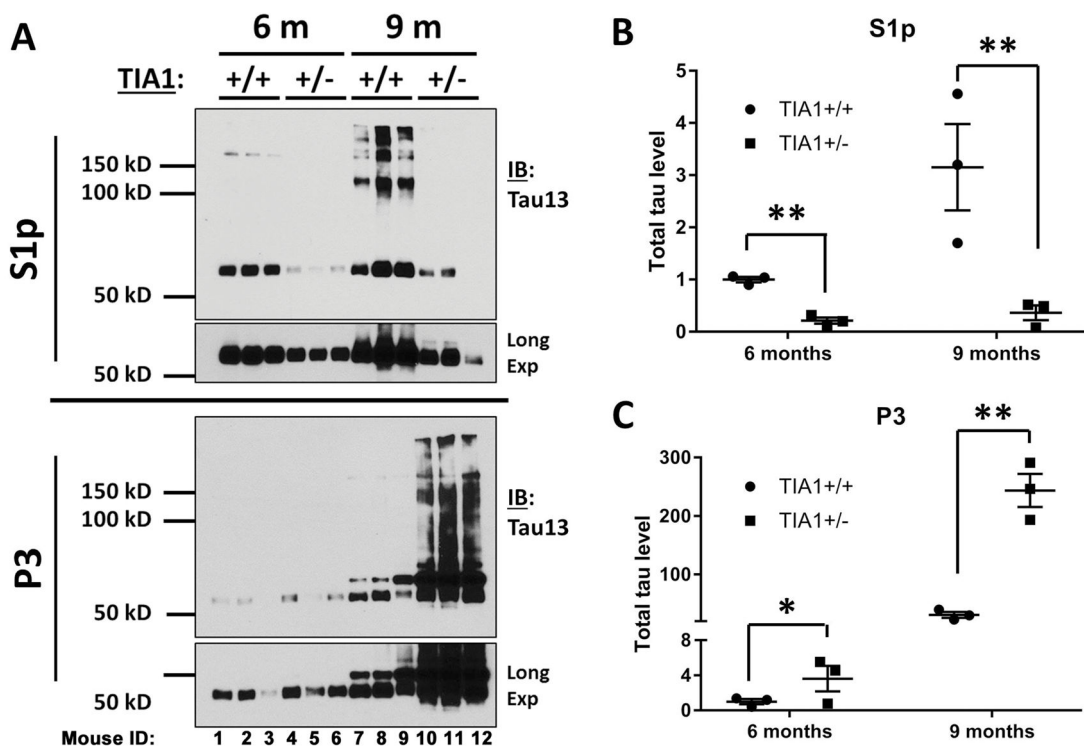 A
6 m 9 m
TIA1: +/+ +/- +/+ +/-
S1p
150 kD
100 kD
50 kD
IB:
Tau13
50 kD
Long
Exp
P3
150 kD
100 kD
50 kD
IB:
Tau13
50 kD
Long
Exp
Mouse ID: 1 2 3 4 5 6 7 8 9 10 11 12
B
S1p
Total tau level
5
4
3
2
1
0
TIA1+/+
TIA1+/-
**
**
6 months 9 months
C
P3
Total tau level
300
200
100
8
4
0
TIA1+/+
TIA1+/-
*
**
6 months 9 months